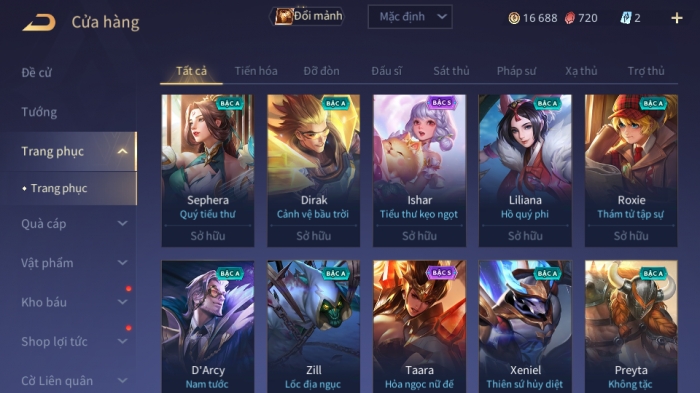 Cửa hàng
Đổi mảnh
Mặc định
16 688
720
2
Đề cử
Tướng
Trang phục
Trang phục
Quà cáp
Vật phẩm
Kho báu
Shop lợi tức
Cờ Liên quân
Tất cả Tiến hóa Đỡ đòn Đấu sĩ Sát thủ Pháp sư Xạ thủ Trợ thủ
BẬC A
Sephera
Quý tiểu thư
Sở hữu
BẬC A
Dirak
Cảnh vệ bầu trời
Sở hữu
BẬC S
Ishar
Tiểu thư kẹo ngọt
Sở hữu
BẬC A
Liliana
Hồ quý phi
Sở hữu
BẬC A
Roxie
Thám tử tập sự
Sở hữu
BẬC A
D'Arcy
Nam tước
BẬC A
Zill
Lốc địa ngục
BẬC S
Taara
Hỏa ngọc nữ đế
BẬC A
Xeniel
Thiên sứ hủy diệt
BẬC A
Preyta
Không tặc